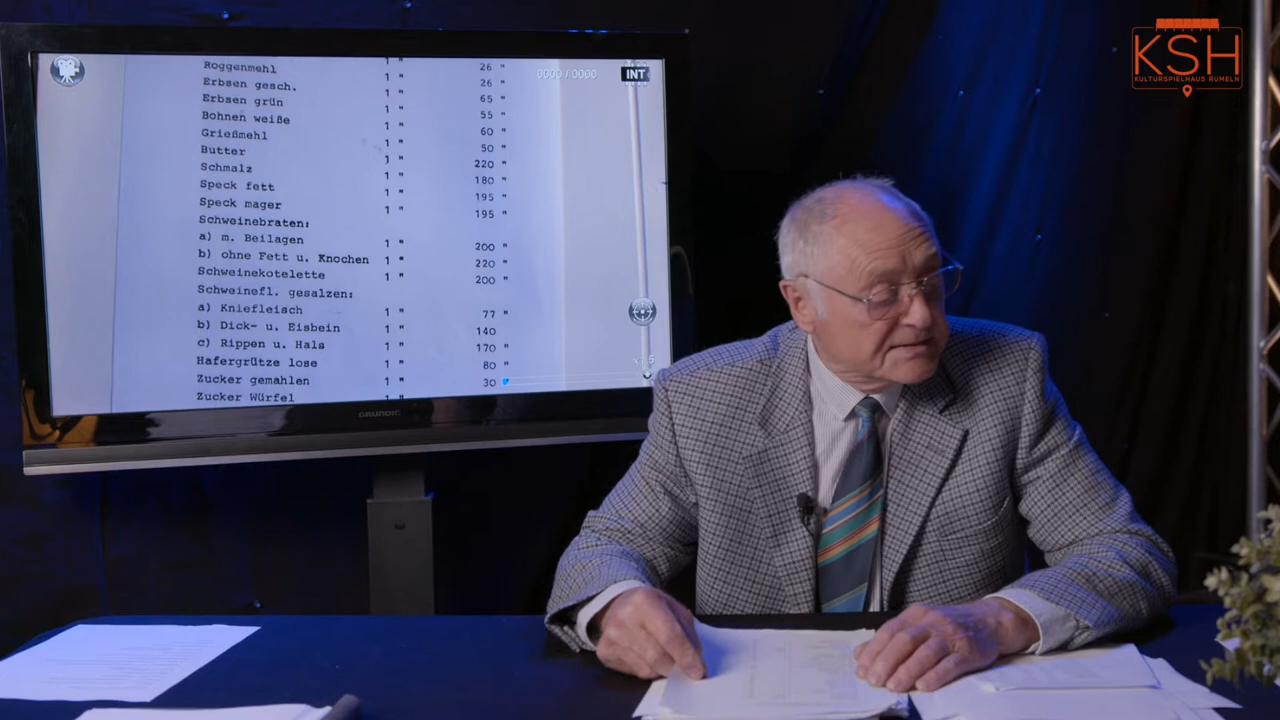 Roggenmehl 1 " 26 "
Erbsen gesch. 1 " 26 "
Erbsen grün 1 " 65 "
Bohnen weiße 1 " 55 "
Grießmehl 1 " 60 "
Butter 1 " 50 "
Schmalz 1 " 220 "
Speck fett 1 " 180 "
Speck mager 1 " 195 "
Schweinebraten: 195 "
a) m. Beilagen 1 " 200 "
b) ohne Fett u. Knochen 1 " 220 "
Schweinekotelette 1 " 200 "
Schweinefl. gesalzen:
a) Kniefleisch 1 " 77 "
b) Dick- u. Eisbein 1 " 140
c) Rippen u. Hals 1 " 170 "
Hafergrütze lose 1 " 80 "
Zucker gemahlen 1 " 30 "
Zucker Würfel 1 "
0000 / 0000
INT
GRUNDIG
KSH
KULTURSPIELHAUS RUMELN